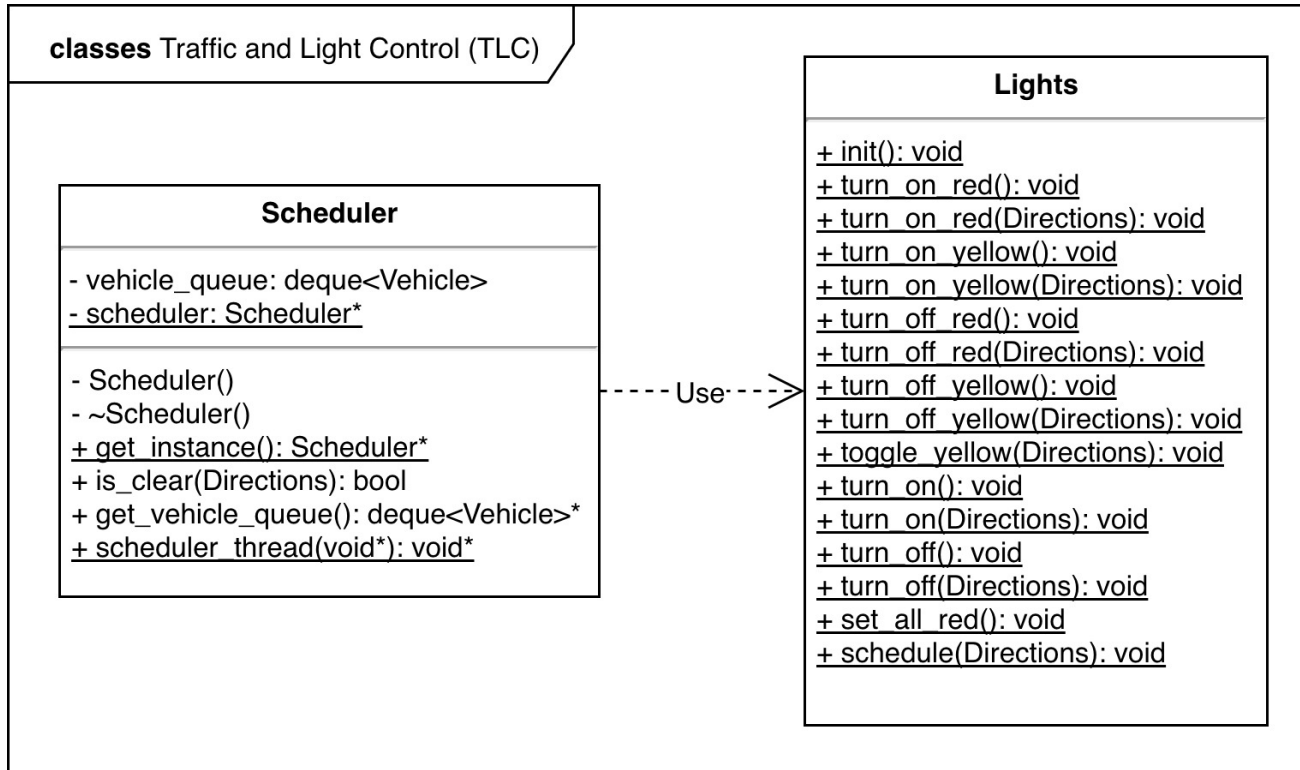 classes Traffic and Light Control (TLC)
Scheduler
- vehicle_queue: deque<Vehicle>
- scheduler: Scheduler*
- Scheduler()
- ~Scheduler()
+ get_instance(): Scheduler*
+ is_clear(Directions): bool
+ get_vehicle_queue(): deque<Vehicle>*
+ scheduler_thread(void*): void*
Use
Lights
+ init(): void
+ turn_on_red(): void
+ turn_on_red(Directions): void
+ turn_on_yellow(): void
+ turn_on_yellow(Directions): void
+ turn_off_red(): void
+ turn_off_red(Directions): void
+ turn_off_yellow(): void
+ turn_off_yellow(Directions): void
+ toggle_yellow(Directions): void
+ turn_on(): void
+ turn_on(Directions): void
+ turn_off(): void
+ turn_off(Directions): void
+ set_all_red(): void
+ schedule(Directions): void